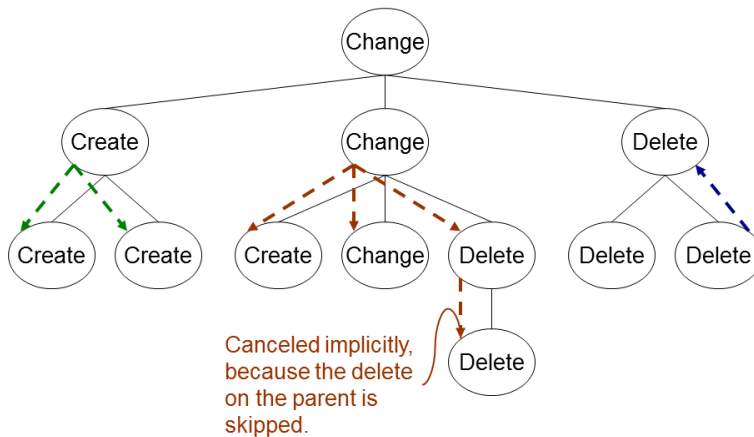 Change
Create
Change
Delete
Create
Create
Create
Change
Delete
Delete
Delete
Delete
Canceled implicitly,
because the delete
on the parent is
skipped.